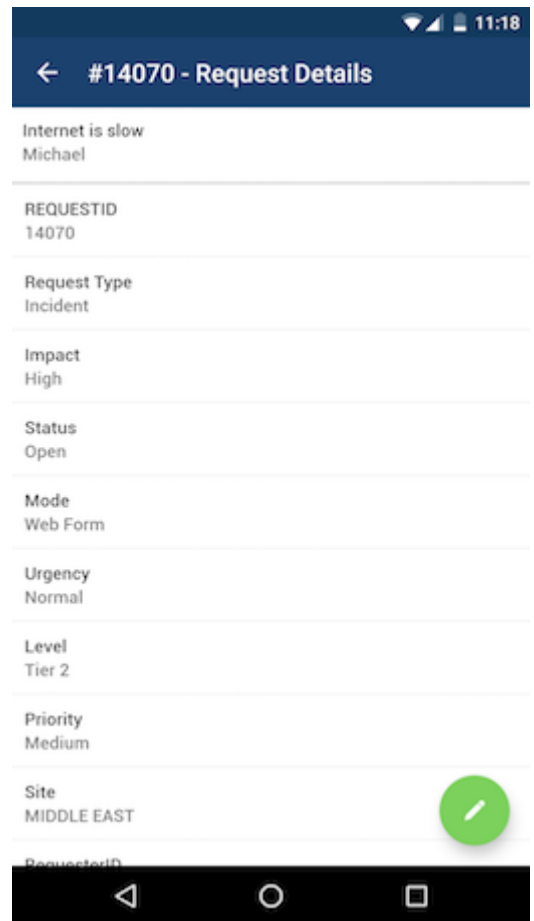 11:18
#14070 - Request Details
Internet is slow
Michael
REQUESTID
14070
Request Type
Incident
Impact
High
Status
Open
Mode
Web Form
Urgency
Normal
Level
Tier 2
Priority
Medium
Site
MIDDLE EAST
RequesterID